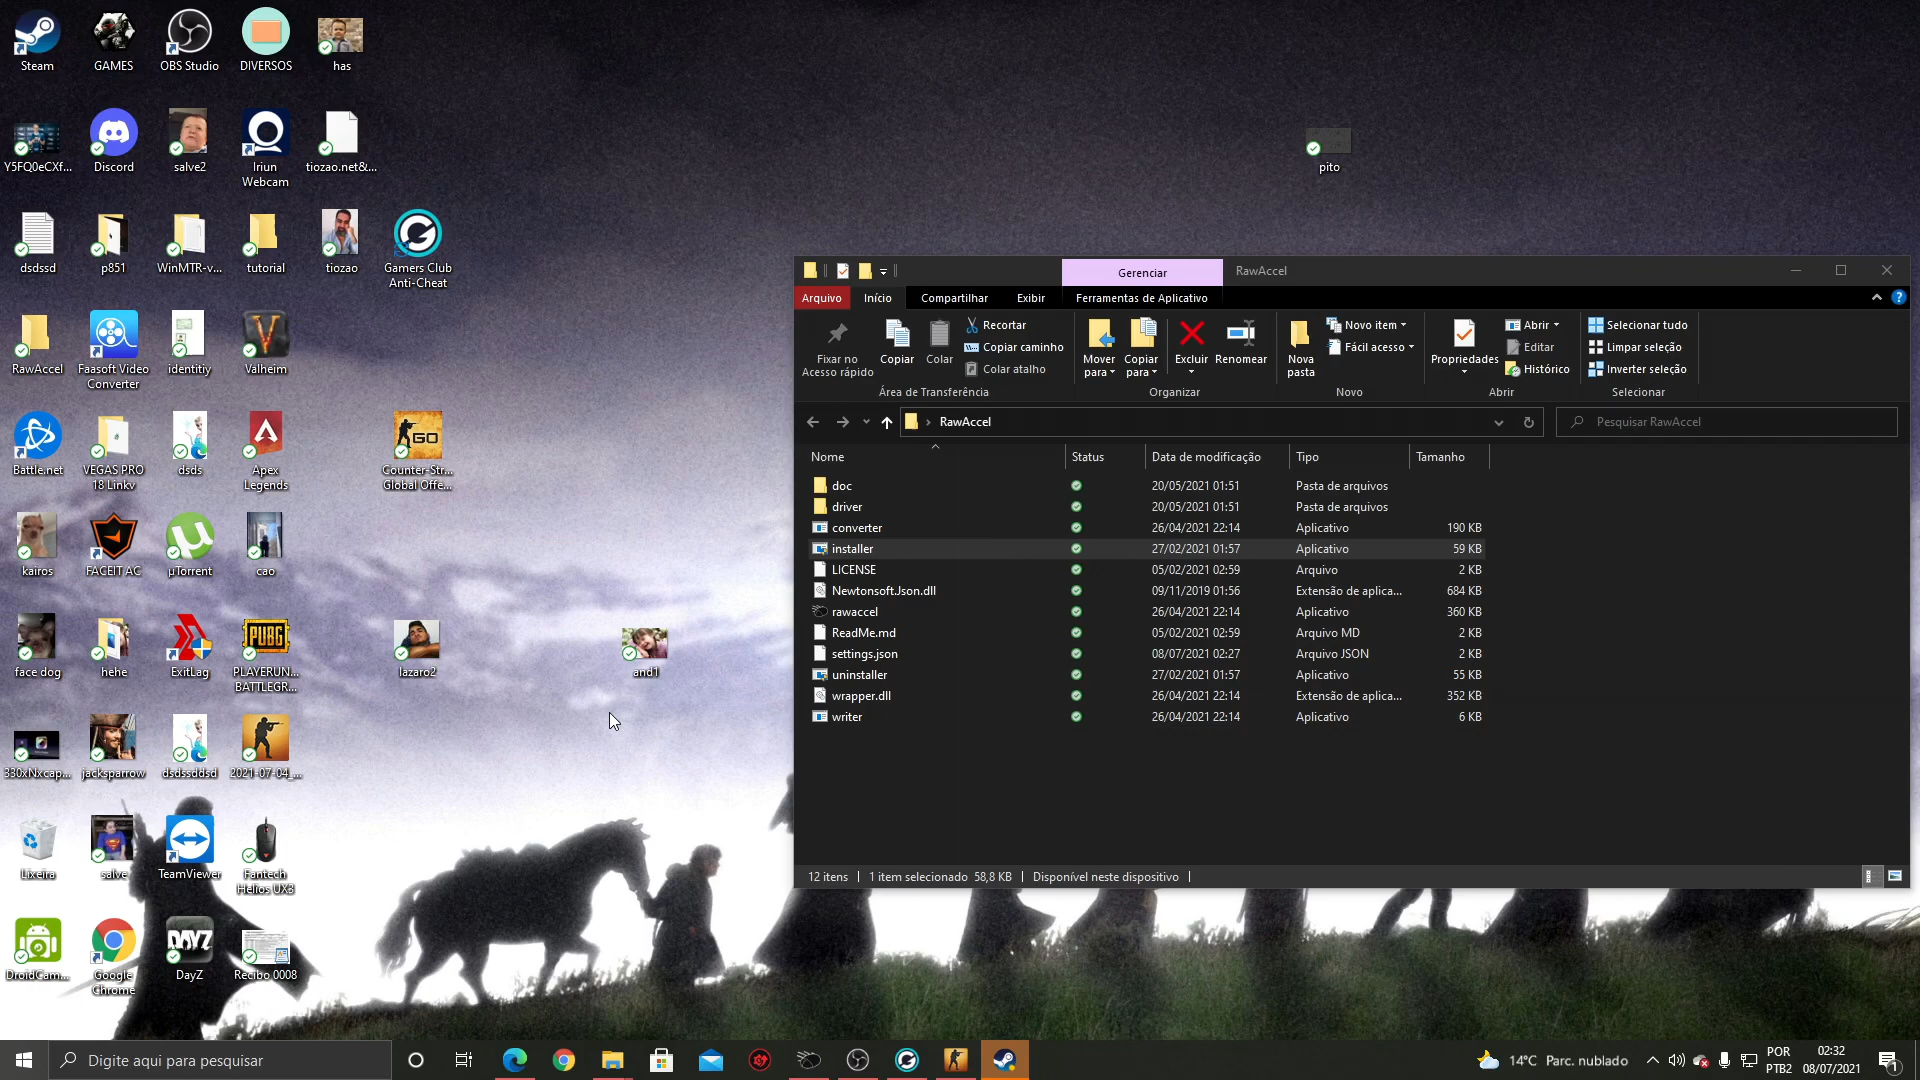 Steam
GAMES
OBS Studio
DIVERSOS
has
Y5FQ0eCXf...
Discord
salve2
Iriun
Webcam
tiozao.net&...
pito
dsdssd
p851
WinMTR-v...
tutorial
tiozao
Gamers Club
Anti-Cheat
RawAccel
Faasoft Video
Converter
identitiy
Valheim
Battle.net
VEGAS PRO
18 Linkv
dsds
Apex
Legends
GO
Counter-Str...
Global Offe...
kairos
FACEIT AC
µTorrent
cao
face dog
hehe
ExitLag
PUBG
PLAYERUN...
BATTLEGR...
lazaro2
and1
330xNxcap...
jacksparrow
dsdssddsd
2021-07-04_...
Lixeira
salve
TeamViewer
Fantech
Helios UX3
DroidCam...
Google
Chrome
DAYZ
DayZ
Recibo 0008
Gerenciar
RawAccel
Arquivo
Início
Compartilhar
Exibir
Ferramentas de Aplicativo
Fixar no
Acesso rápido
Copiar
Colar
Recortar
Copiar caminho
Colar atalho
Área de Transferência
Mover
para
Copiar
para
Excluir
Renomear
Organizar
Nova
pasta
Novo item
Fácil acesso
Novo
Propriedades
Abrir
Editar
Histórico
Abrir
Selecionar tudo
Limpar seleção
Inverter seleção
Selecionar
RawAccel
Pesquisar RawAccel
Nome Status Data de modificação Tipo Tamanho
doc 20/05/2021 01:51 Pasta de arquivos
driver 20/05/2021 01:51 Pasta de arquivos
converter 26/04/2021 22:14 Aplicativo 190 KB
installer 27/02/2021 01:57 Aplicativo 59 KB
LICENSE 05/02/2021 02:59 Arquivo 2 KB
Newtonsoft.Json.dll 09/11/2019 01:56 Extensão de aplica... 684 KB
rawaccel 26/04/2021 22:14 Aplicativo 360 KB
ReadMe.md 05/02/2021 02:59 Arquivo MD 2 KB
settings.json 08/07/2021 02:27 Arquivo JSON 2 KB
uninstaller 27/02/2021 01:57 Aplicativo 55 KB
wrapper.dll 26/04/2021 22:14 Extensão de aplica... 352 KB
writer 26/04/2021 22:14 Aplicativo 6 KB
12 itens 1 item selecionado 58,8 KB Disponível neste dispositivo
Digite aqui para pesquisar
14°C Parc. nublado
POR
PTB2
02:32
08/07/2021
1